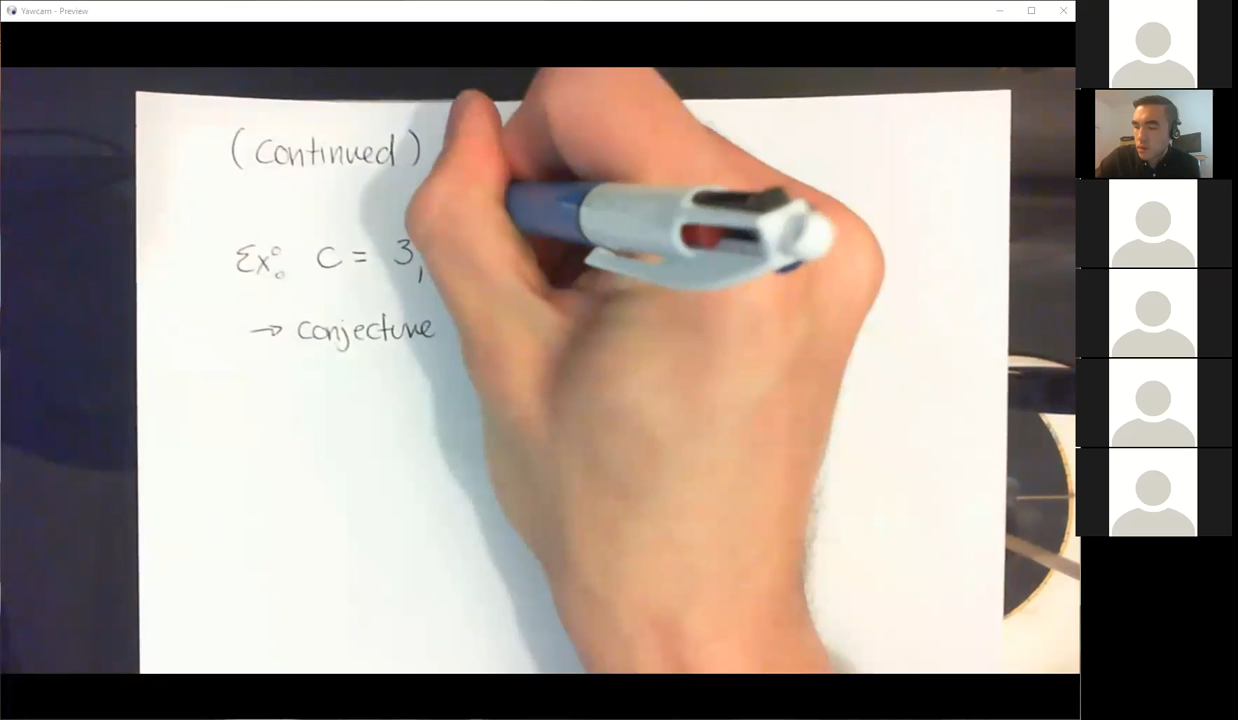 Yawcam - Preview
(Continued)
Ex: C = 3,
→ conjecture